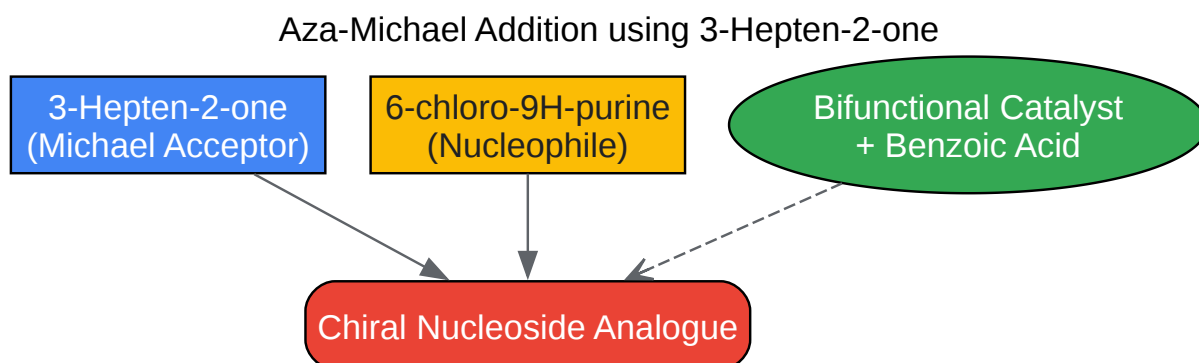 Aza-Michael Addition using 3-Hepten-2-one
3-Hepten-2-one
(Michael Acceptor)
6-chloro-9H-purine
(Nucleophile)
Bifunctional Catalyst
+ Benzoic Acid
Chiral Nucleoside Analogue